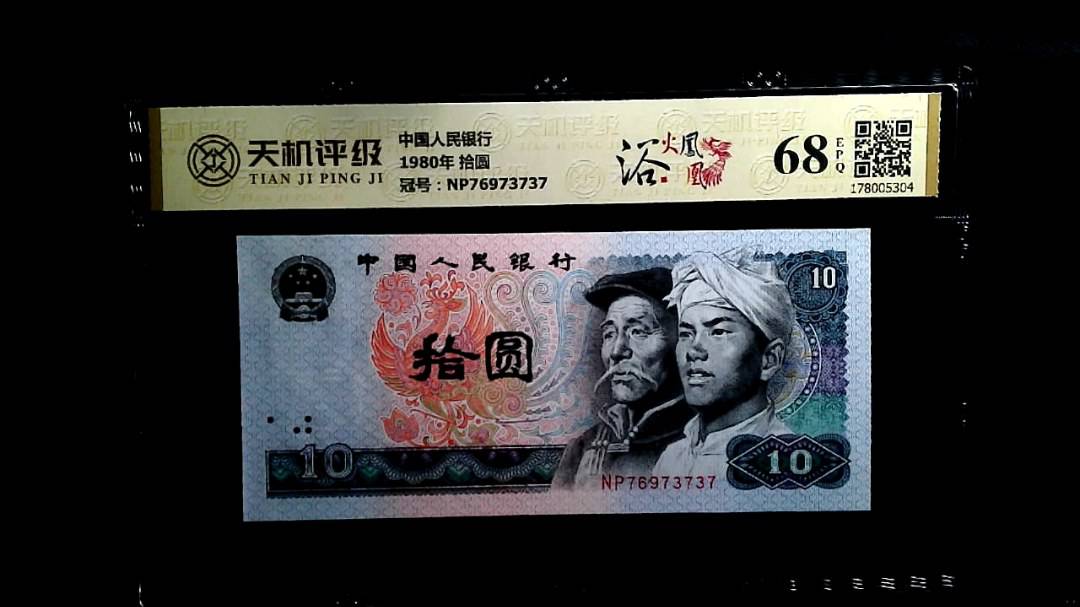 天机评级
TIAN JI PING JI
中国人民银行
1980年 拾圆
冠号：NP76973737
浴火凤凰
68
EPQ
178005304
中国人民银行
10
拾圆
10
NP76973737
10